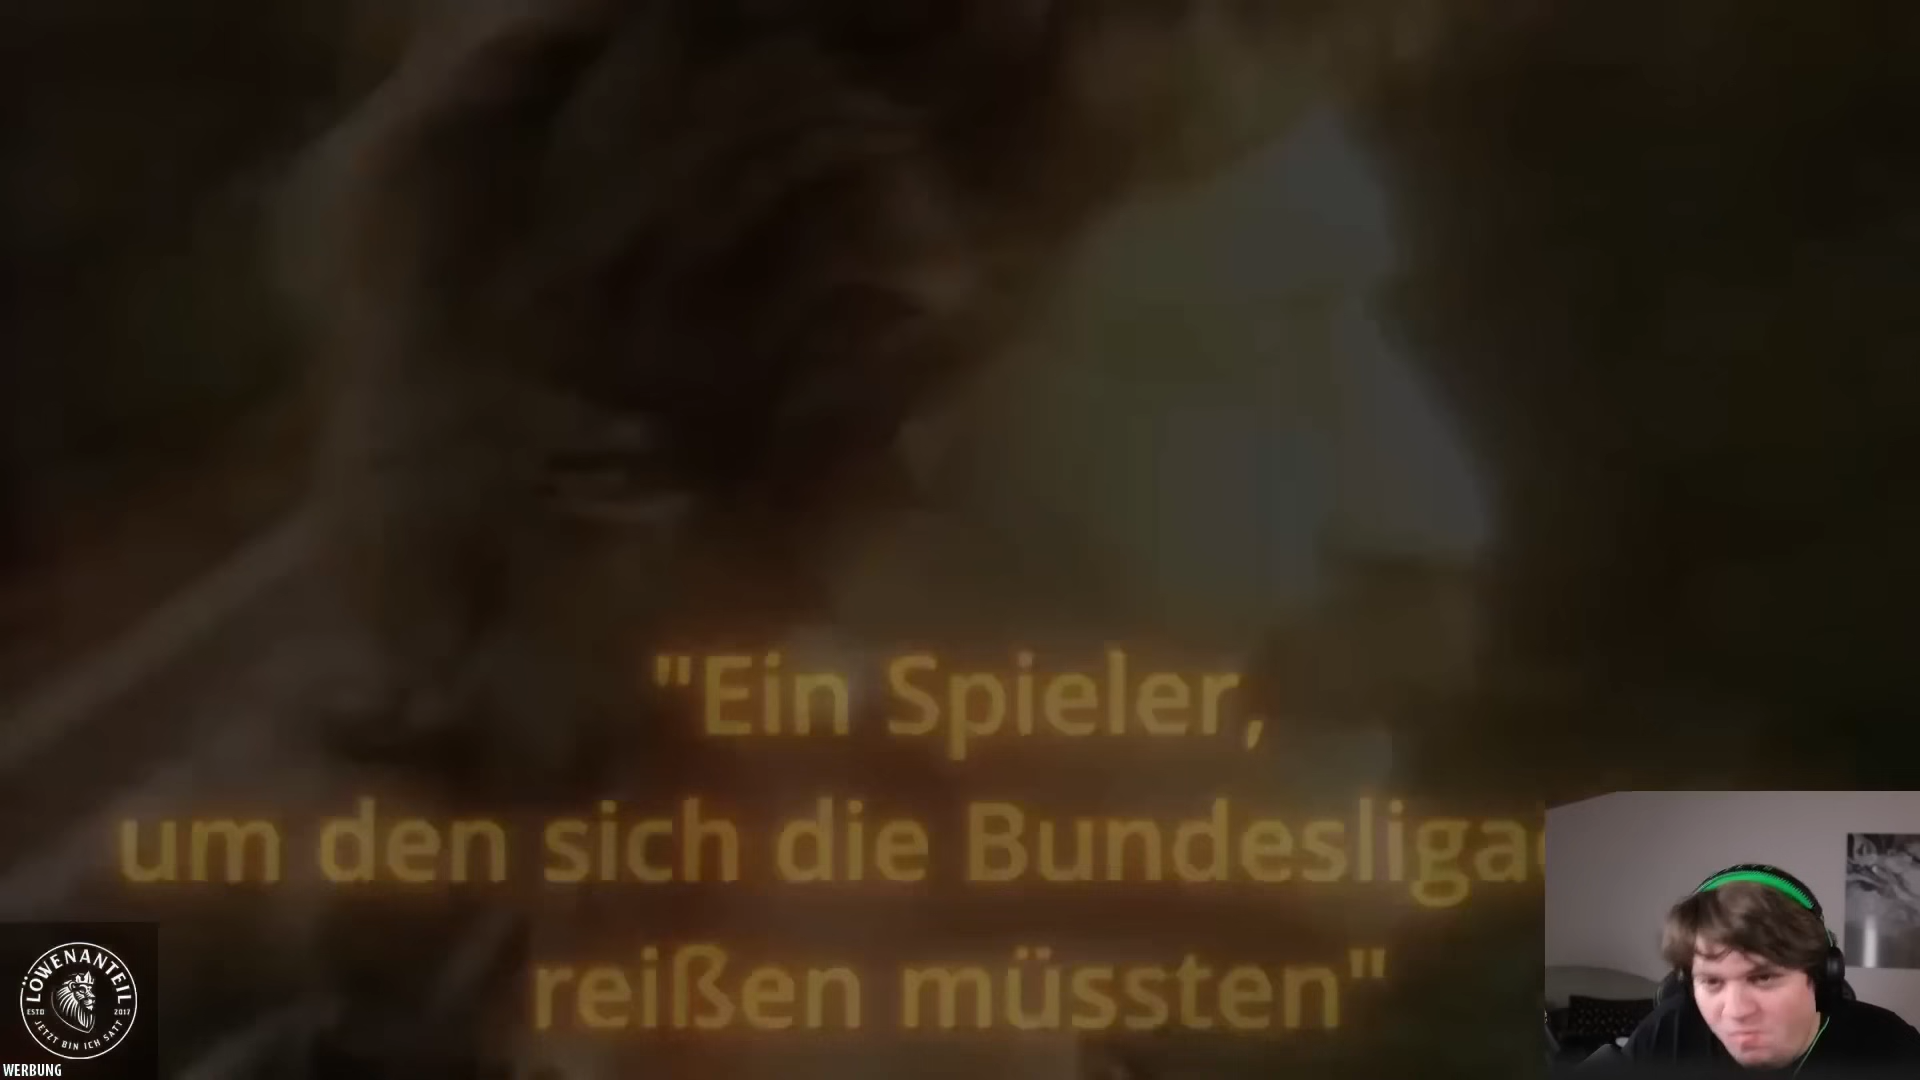 "Ein Spieler,
um den sich die Bundesliga
reißen müssten"
LÖWENANTEIL
ESTD 2017
JETZT BIN ICH SATT
WERBUNG